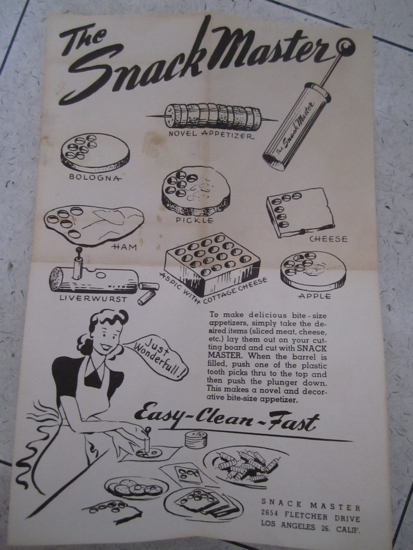 The
Snack Master
The Snack Master
NOVEL APPETIZER
BOLOGNA
PICKLE
HAM
CHEESE
LIVERWURST
ASPIC WITH COTTAGE CHEESE
APPLE
To make delicious bite-size
appetizers, simply take the de-
sired items (sliced meat, cheese,
etc.) lay them out on your cut-
ting board and cut with SNACK
MASTER. When the barrel is
filled, push one of the plastic
tooth picks thru to the top and
then push the plunger down.
This makes a novel and decor-
ative bite-size appetizer.
Just
Wonderful!
Easy-Clean-Fast
SNACK MASTER
2654 FLETCHER DRIVE
LOS ANGELES 26, CALIF.